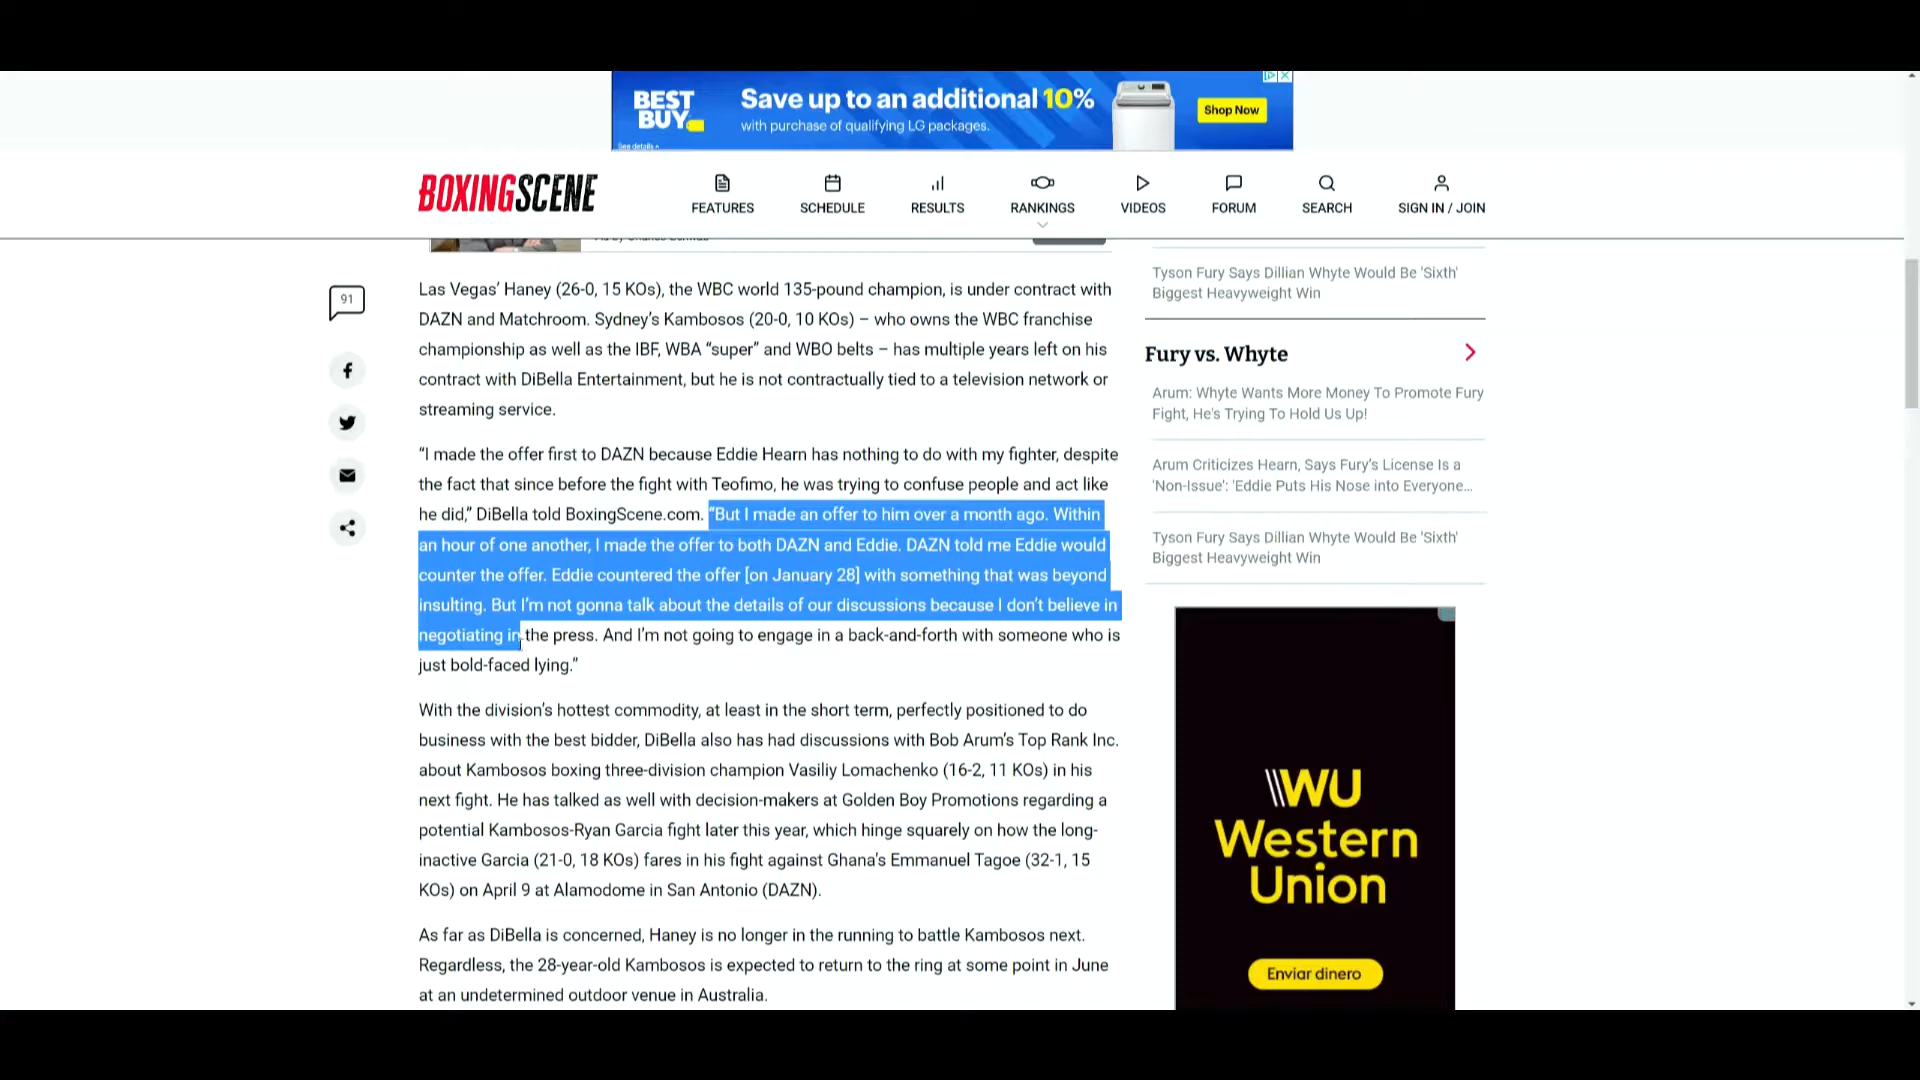 BEST BUY
Save up to an additional 10%
with purchase of qualifying LG packages.
See details
Shop Now
BOXINGSCENE
FEATURES
SCHEDULE
RESULTS
RANKINGS
VIDEOS
FORUM
SEARCH
SIGN IN / JOIN
91
Las Vegas’ Haney (26-0, 15 KOs), the WBC world 135-pound champion, is under contract with
DAZN and Matchroom. Sydney’s Kambosos (20-0, 10 KOs) – who owns the WBC franchise
championship as well as the IBF, WBA “super” and WBO belts – has multiple years left on his
contract with DiBella Entertainment, but he is not contractually tied to a television network or
streaming service.
“I made the offer first to DAZN because Eddie Hearn has nothing to do with my fighter, despite
the fact that since before the fight with Teofimo, he was trying to confuse people and act like
he did,” DiBella told BoxingScene.com. “But I made an offer to him over a month ago. Within
an hour of one another, I made the offer to both DAZN and Eddie. DAZN told me Eddie would
counter the offer. Eddie countered the offer [on January 28] with something that was beyond
insulting. But I’m not gonna talk about the details of our discussions because I don’t believe in
negotiating in the press. And I’m not going to engage in a back-and-forth with someone who is
just bold-faced lying.”
With the division’s hottest commodity, at least in the short term, perfectly positioned to do
business with the best bidder, DiBella also has had discussions with Bob Arum’s Top Rank Inc.
about Kambosos boxing three-division champion Vasiliy Lomachenko (16-2, 11 KOs) in his
next fight. He has talked as well with decision-makers at Golden Boy Promotions regarding a
potential Kambosos-Ryan Garcia fight later this year, which hinge squarely on how the long-
inactive Garcia (21-0, 18 KOs) fares in his fight against Ghana’s Emmanuel Tagoe (32-1, 15
KOs) on April 9 at Alamodome in San Antonio (DAZN).
As far as DiBella is concerned, Haney is no longer in the running to battle Kambosos next.
Regardless, the 28-year-old Kambosos is expected to return to the ring at some point in June
at an undetermined outdoor venue in Australia.
Tyson Fury Says Dillian Whyte Would Be 'Sixth'
Biggest Heavyweight Win
Fury vs. Whyte
Arum: Whyte Wants More Money To Promote Fury
Fight, He's Trying To Hold Us Up!
Arum Criticizes Hearn, Says Fury’s License Is a
'Non-Issue': 'Eddie Puts His Nose into Everyone...
Tyson Fury Says Dillian Whyte Would Be 'Sixth'
Biggest Heavyweight Win
WU
Western
Union
Enviar dinero